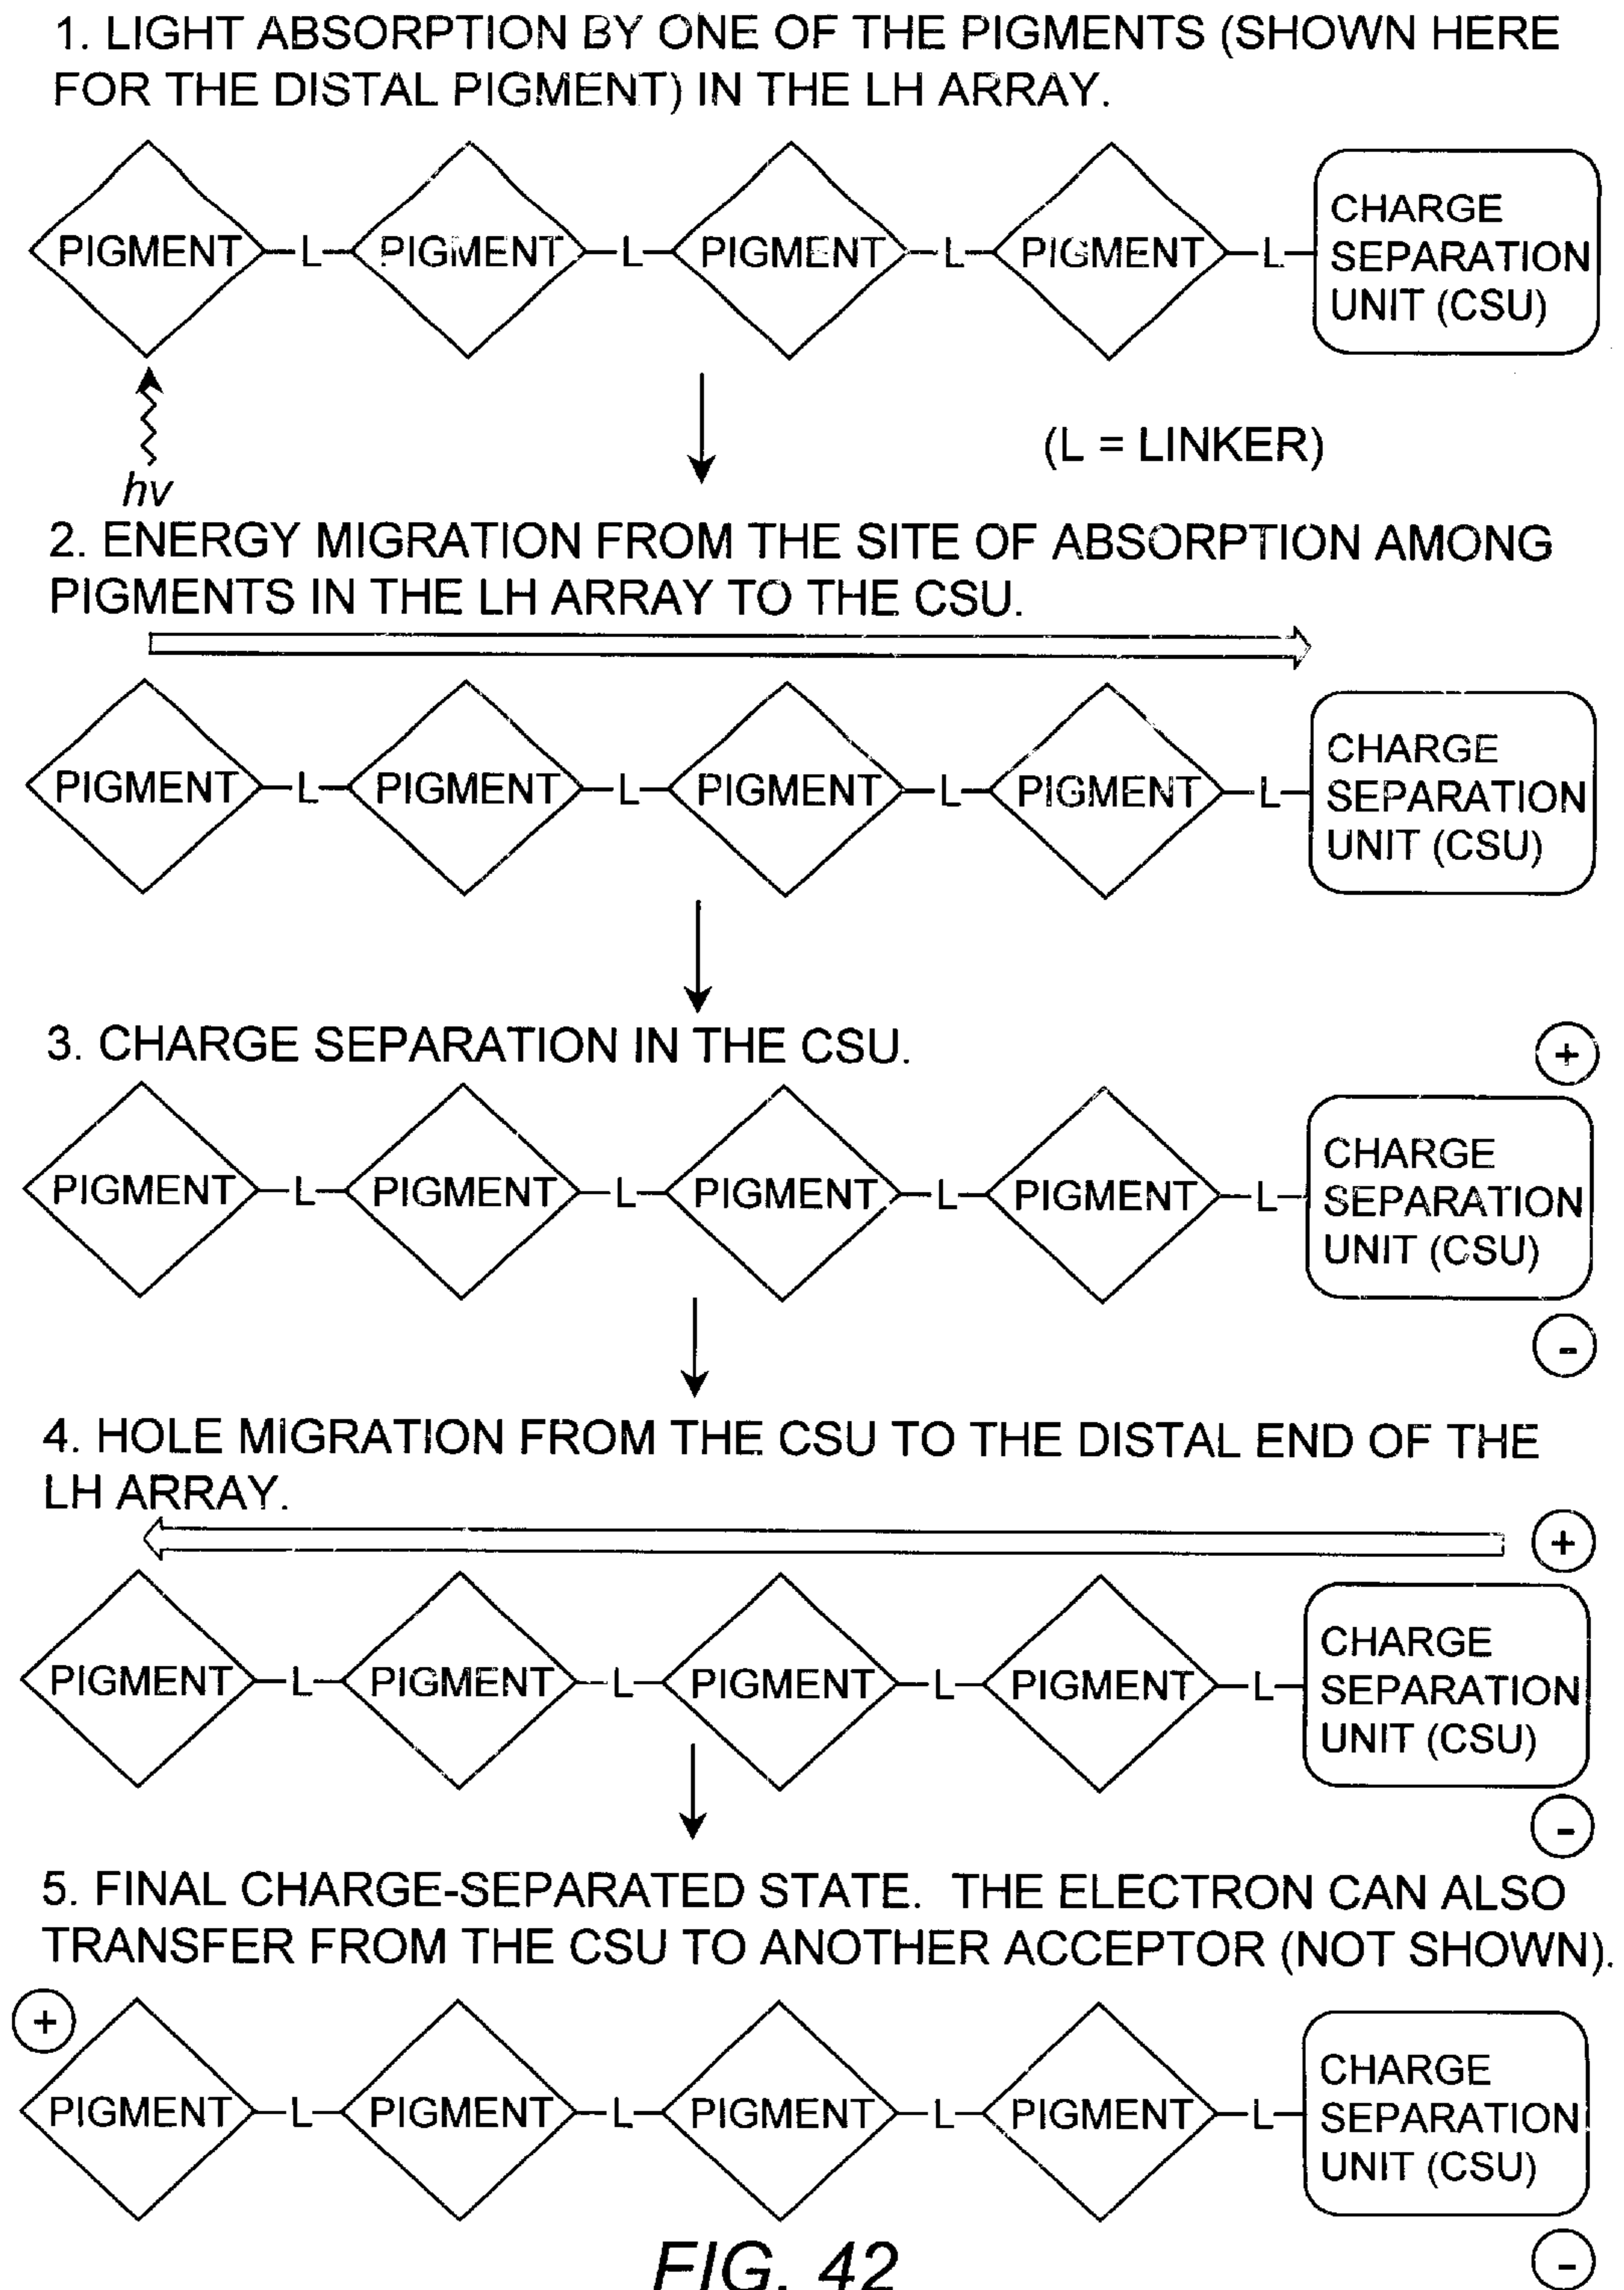 1. LIGHT ABSORPTION BY ONE OF THE PIGMENTS (SHOWN HERE
FOR THE DISTAL PIGMENT) IN THE LH ARRAY.
PIGMENT L PIGMENT L PIGMENT L PIGMENT L CHARGE
SEPARATION
UNIT (CSU)
(L = LINKER)
hν
2. ENERGY MIGRATION FROM THE SITE OF ABSORPTION AMONG
PIGMENTS IN THE LH ARRAY TO THE CSU.
PIGMENT L PIGMENT L PIGMENT L PIGMENT L CHARGE
SEPARATION
UNIT (CSU)
3. CHARGE SEPARATION IN THE CSU.
+
PIGMENT L PIGMENT L PIGMENT L PIGMENT L CHARGE
SEPARATION
UNIT (CSU)
-
4. HOLE MIGRATION FROM THE CSU TO THE DISTAL END OF THE
LH ARRAY.
+
PIGMENT L PIGMENT L PIGMENT L PIGMENT L CHARGE
SEPARATION
UNIT (CSU)
-
5. FINAL CHARGE-SEPARATED STATE. THE ELECTRON CAN ALSO
TRANSFER FROM THE CSU TO ANOTHER ACCEPTOR (NOT SHOWN).
+
PIGMENT L PIGMENT L PIGMENT L PIGMENT L CHARGE
SEPARATION
UNIT (CSU)
-
FIG. 42